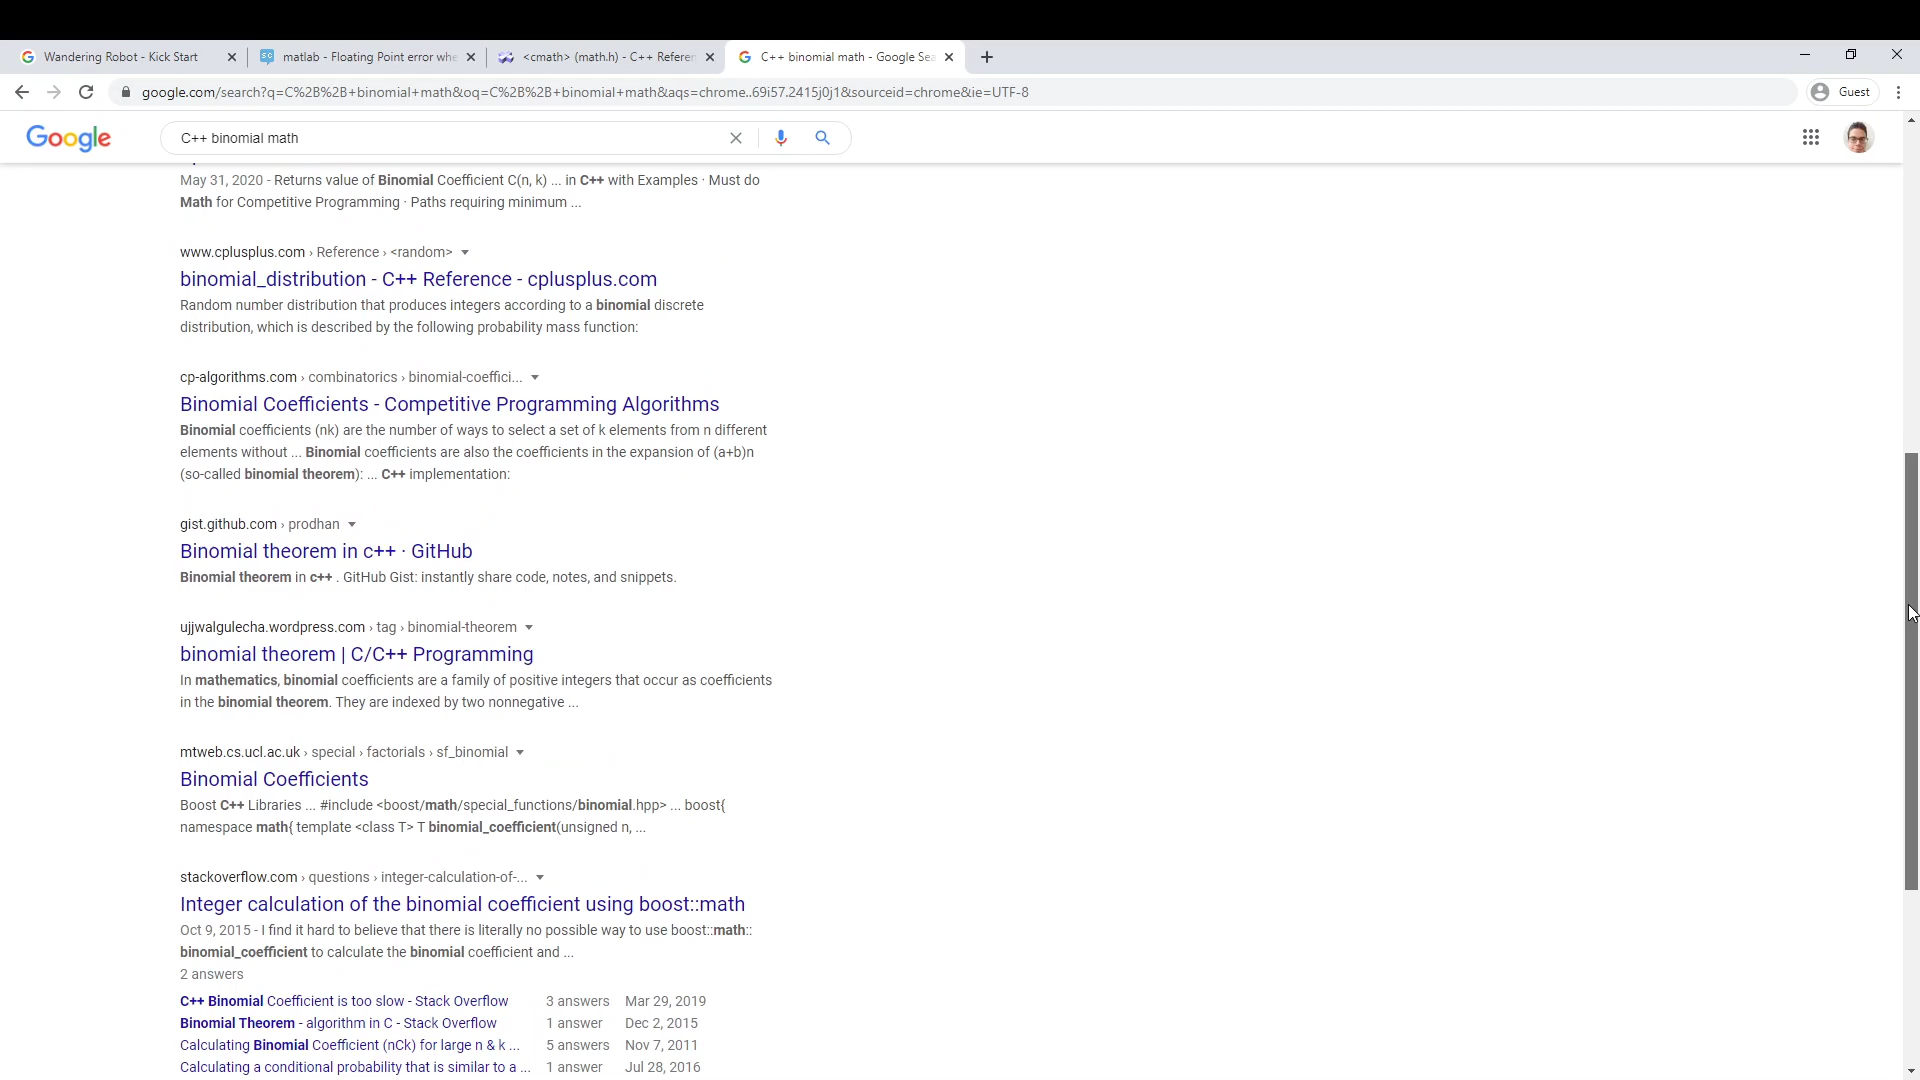 Wandering Robot - Kick Start
matlab - Floating Point error whe
<cmath> (math.h) - C++ Referen
C++ binomial math - Google Sea
google.com/search?q=C%2B%2B+binomial+math&oq=C%2B%2B+binomial+math&aqs=chrome..69i57.2415j0j1&sourceid=chrome&ie=UTF-8
Guest
Google
C++ binomial math
May 31, 2020 - Returns value of Binomial Coefficient C(n, k) ... in C++ with Examples · Must do
Math for Competitive Programming · Paths requiring minimum ...
www.cplusplus.com › Reference › <random>
binomial_distribution - C++ Reference - cplusplus.com
Random number distribution that produces integers according to a binomial discrete
distribution, which is described by the following probability mass function:
cp-algorithms.com › combinatorics › binomial-coeffici...
Binomial Coefficients - Competitive Programming Algorithms
Binomial coefficients (nk) are the number of ways to select a set of k elements from n different
elements without ... Binomial coefficients are also the coefficients in the expansion of (a+b)n
(so-called binomial theorem): ... C++ implementation:
gist.github.com › prodhan
Binomial theorem in c++ · GitHub
Binomial theorem in c++ . GitHub Gist: instantly share code, notes, and snippets.
ujjwalgulecha.wordpress.com › tag › binomial-theorem
binomial theorem | C/C++ Programming
In mathematics, binomial coefficients are a family of positive integers that occur as coefficients
in the binomial theorem. They are indexed by two nonnegative ...
mtweb.cs.ucl.ac.uk › special › factorials › sf_binomial
Binomial Coefficients
Boost C++ Libraries ... #include <boost/math/special_functions/binomial.hpp> ... boost{
namespace math{ template <class T> T binomial_coefficient(unsigned n, ...
stackoverflow.com › questions › integer-calculation-of-...
Integer calculation of the binomial coefficient using boost::math
Oct 9, 2015 - I find it hard to believe that there is literally no possible way to use boost::math::
binomial_coefficient to calculate the binomial coefficient and ...
2 answers
C++ Binomial Coefficient is too slow - Stack Overflow 3 answers Mar 29, 2019
Binomial Theorem - algorithm in C - Stack Overflow 1 answer Dec 2, 2015
Calculating Binomial Coefficient (nCk) for large n & k ... 5 answers Nov 7, 2011
Calculating a conditional probability that is similar to a ... 1 answer Jul 28, 2016